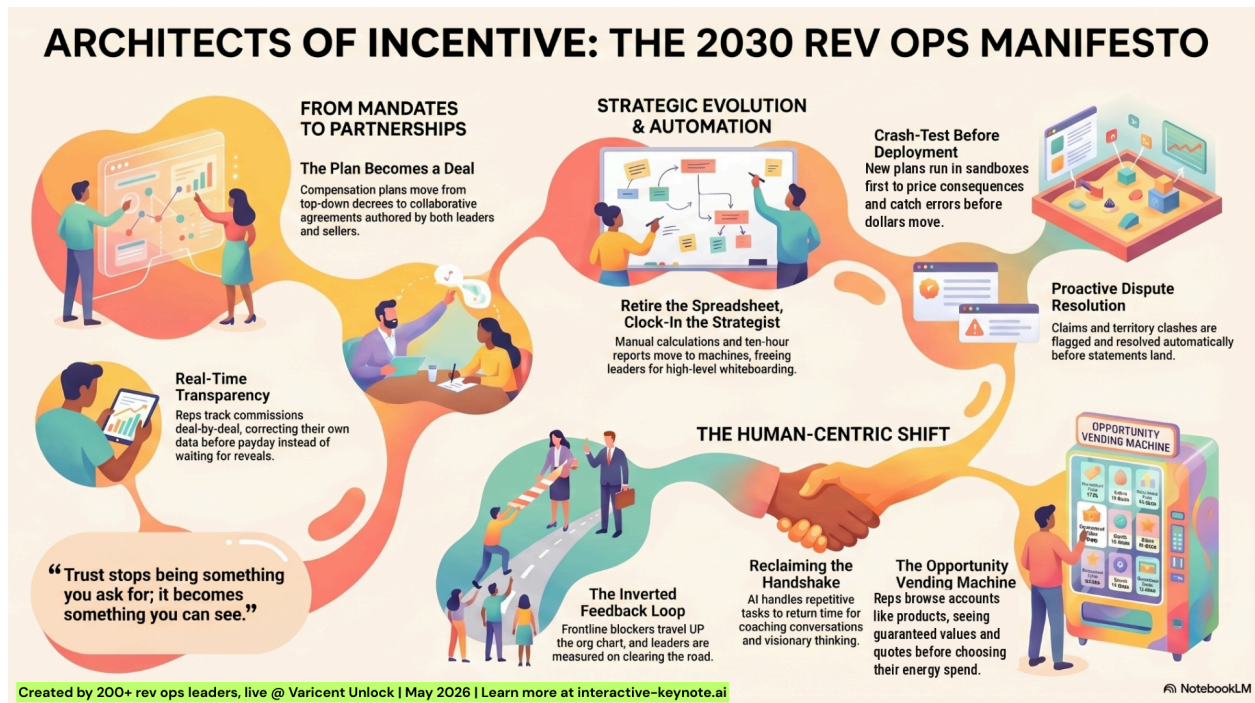 ARCHITECTS OF INCENTIVE: THE 2030 REV OPS MANIFESTO
FROM MANDATES
TO PARTNERSHIPS
The Plan Becomes a Deal
Compensation plans move from
top-down decrees to collaborative
agreements authored by both leaders
and sellers.
Real-Time
Transparency
Reps track commissions
deal-by-deal, correcting their own
data before payday instead of
waiting for reveals.
“Trust stops being something
you ask for; it becomes
something you can see.”
STRATEGIC EVOLUTION
& AUTOMATION
Retire the Spreadsheet,
Clock-In the Strategist
Manual calculations and ten-hour
reports move to machines, freeing
leaders for high-level whiteboarding.
Crash-Test Before
Deployment
New plans run in sandboxes
first to price consequences
and catch errors before
dollars move.
Proactive Dispute
Resolution
Claims and territory clashes are
flagged and resolved automatically
before statements land.
THE HUMAN-CENTRIC SHIFT
The Inverted
Feedback Loop
Frontline blockers travel UP
the org chart, and leaders are
measured on clearing the road.
Reclaiming the
Handshake
AI handles repetitive
tasks to return time for
coaching conversations
and visionary thinking.
The Opportunity
Vending Machine
Reps browse accounts
like products, seeing
guaranteed values and
quotes before choosing
their energy spend.
OPPORTUNITY
VENDING MACHINE
Created by 200+ rev ops leaders, live @ Varicent Unlock | May 2026 | Learn more at interactive-keynote.ai
NotebookLM